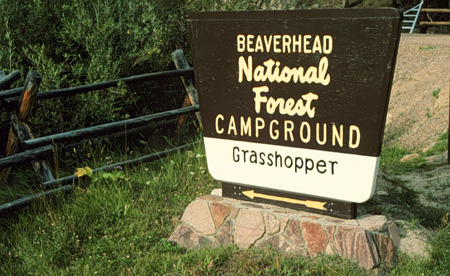 BEAVERHEAD
National
Forest
CAMPGROUND
Grasshopper